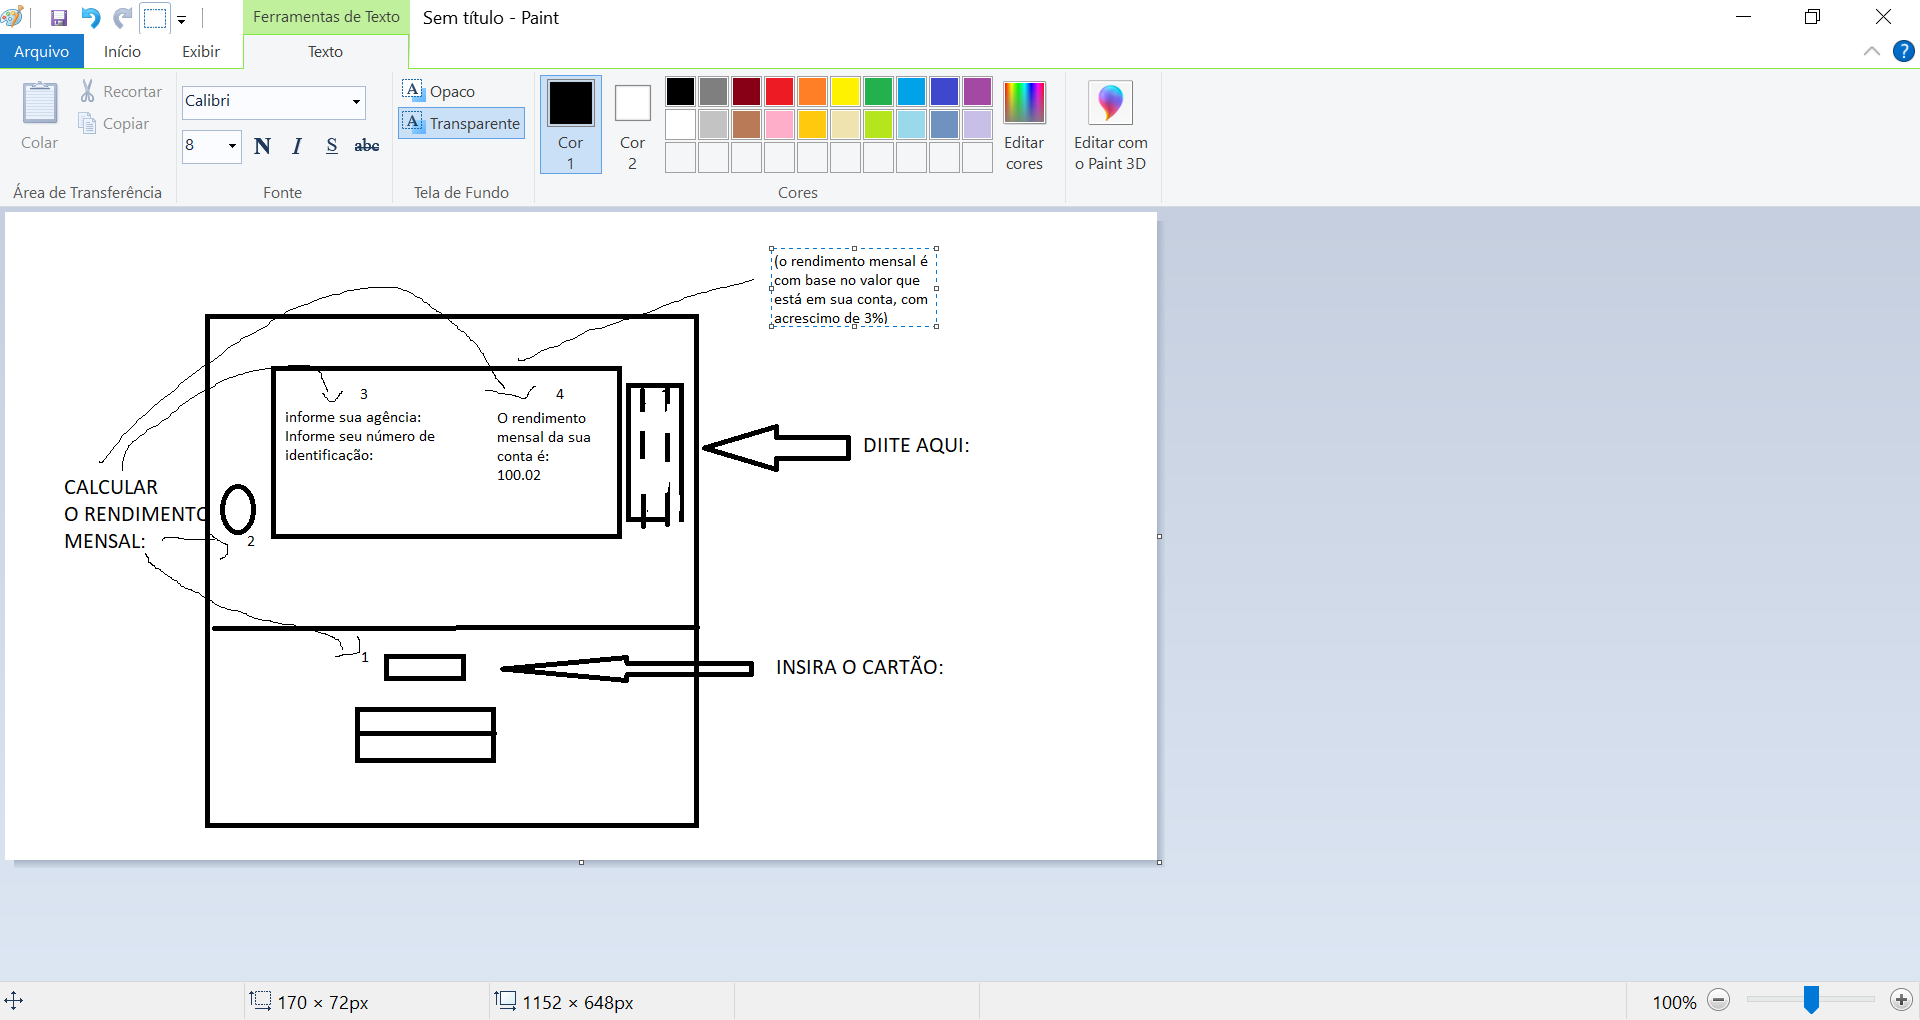 Ferramentas de Texto
Sem título - Paint
Arquivo
Início
Exibir
Texto
?
Colar
Recortar
Copiar
Área de Transferência
Calibri
8
N I S abc
Fonte
A Opaco
A Transparente
Tela de Fundo
Cor
1
Cor
2
Cores
Editar
cores
Editar com
o Paint 3D
(o rendimento mensal é
com base no valor que
está em sua conta, com
acrescimo de 3%)
3
4
informe sua agência:
Informe seu número de
identificação:
O rendimento
mensal da sua
conta é:
100.02
DIITE AQUI:
CALCULAR
O RENDIMENTO
MENSAL:
2
1
INSIRA O CARTÃO:
170 × 72px
1152 × 648px
100%